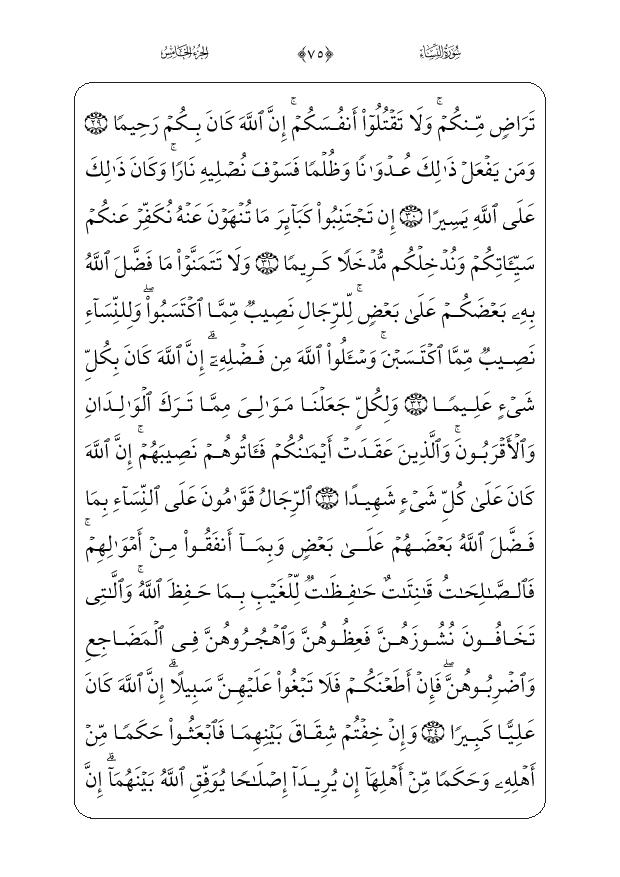 سُورَةُ النِّسَاء ﴿٧٥﴾ الجُزءُ الخَامِسُ
تَرَاضٖ مِّنكُمۡۚ وَلَا تَقۡتُلُوٓاْ أَنفُسَكُمۡۚ إِنَّ ٱللَّهَ كَانَ بِكُمۡ رَحِيمٗا ٢٩
وَمَن يَفۡعَلۡ ذَٰلِكَ عُدۡوَٰنٗا وَظُلۡمٗا فَسَوۡفَ نُصۡلِيهِ نَارٗاۚ وَكَانَ ذَٰلِكَ
عَلَى ٱللَّهِ يَسِيرًا ٣٠ إِن تَجۡتَنِبُواْ كَبَآئِرَ مَا تُنۡهَوۡنَ عَنۡهُ نُكَفِّرۡ عَنكُمۡ
سَيِّـَٔاتِكُمۡ وَنُدۡخِلۡكُم مُّدۡخَلٗا كَرِيمٗا ٣١ وَلَا تَتَمَنَّوۡاْ مَا فَضَّلَ ٱللَّهُ
بِهِۦ بَعۡضَكُمۡ عَلَىٰ بَعۡضٖۚ لِّلرِّجَالِ نَصِيبٞ مِّمَّا ٱكۡتَسَبُواْۖ وَلِلنِّسَآءِ
نَصِيبٞ مِّمَّا ٱكۡتَسَبۡنَۚ وَسۡـَٔلُواْ ٱللَّهَ مِن فَضۡلِهِۦٓۗ إِنَّ ٱللَّهَ كَانَ بِكُلِّ
شَيۡءٍ عَلِيمٗا ٣٢ وَلِكُلّٖ جَعَلۡنَا مَوَٰلِيَ مِمَّا تَرَكَ ٱلۡوَٰلِدَانِ
وَٱلۡأَقۡرَبُونَۚ وَٱلَّذِينَ عَقَدَتۡ أَيۡمَٰنُكُمۡ فَـَٔاتُوهُمۡ نَصِيبَهُمۡۚ إِنَّ ٱللَّهَ
كَانَ عَلَىٰ كُلِّ شَيۡءٖ شَهِيدًا ٣٣ ٱلرِّجَالُ قَوَّٰمُونَ عَلَى ٱلنِّسَآءِ بِمَا
فَضَّلَ ٱللَّهُ بَعۡضَهُمۡ عَلَىٰ بَعۡضٖ وَبِمَآ أَنفَقُواْ مِنۡ أَمۡوَٰلِهِمۡۚ
فَٱلصَّٰلِحَٰتُ قَٰنِتَٰتٌ حَٰفِظَٰتٞ لِّلۡغَيۡبِ بِمَا حَفِظَ ٱللَّهُۚ وَٱلَّٰتِي
تَخَافُونَ نُشُوزَهُنَّ فَعِظُوهُنَّ وَٱهۡجُرُوهُنَّ فِي ٱلۡمَضَاجِعِ
وَٱضۡرِبُوهُنَّۖ فَإِنۡ أَطَعۡنَكُمۡ فَلَا تَبۡغُواْ عَلَيۡهِنَّ سَبِيلًاۗ إِنَّ ٱللَّهَ كَانَ
عَلِيّٗا كَبِيرٗا ٣٤ وَإِنۡ خِفۡتُمۡ شِقَاقَ بَيۡنِهِمَا فَٱبۡعَثُواْ حَكَمٗا مِّنۡ
أَهۡلِهِۦ وَحَكَمٗا مِّنۡ أَهۡلِهَآ إِن يُرِيدَآ إِصۡلَٰحٗا يُوَفِّقِ ٱللَّهُ بَيۡنَهُمَآۗ إِنَّ